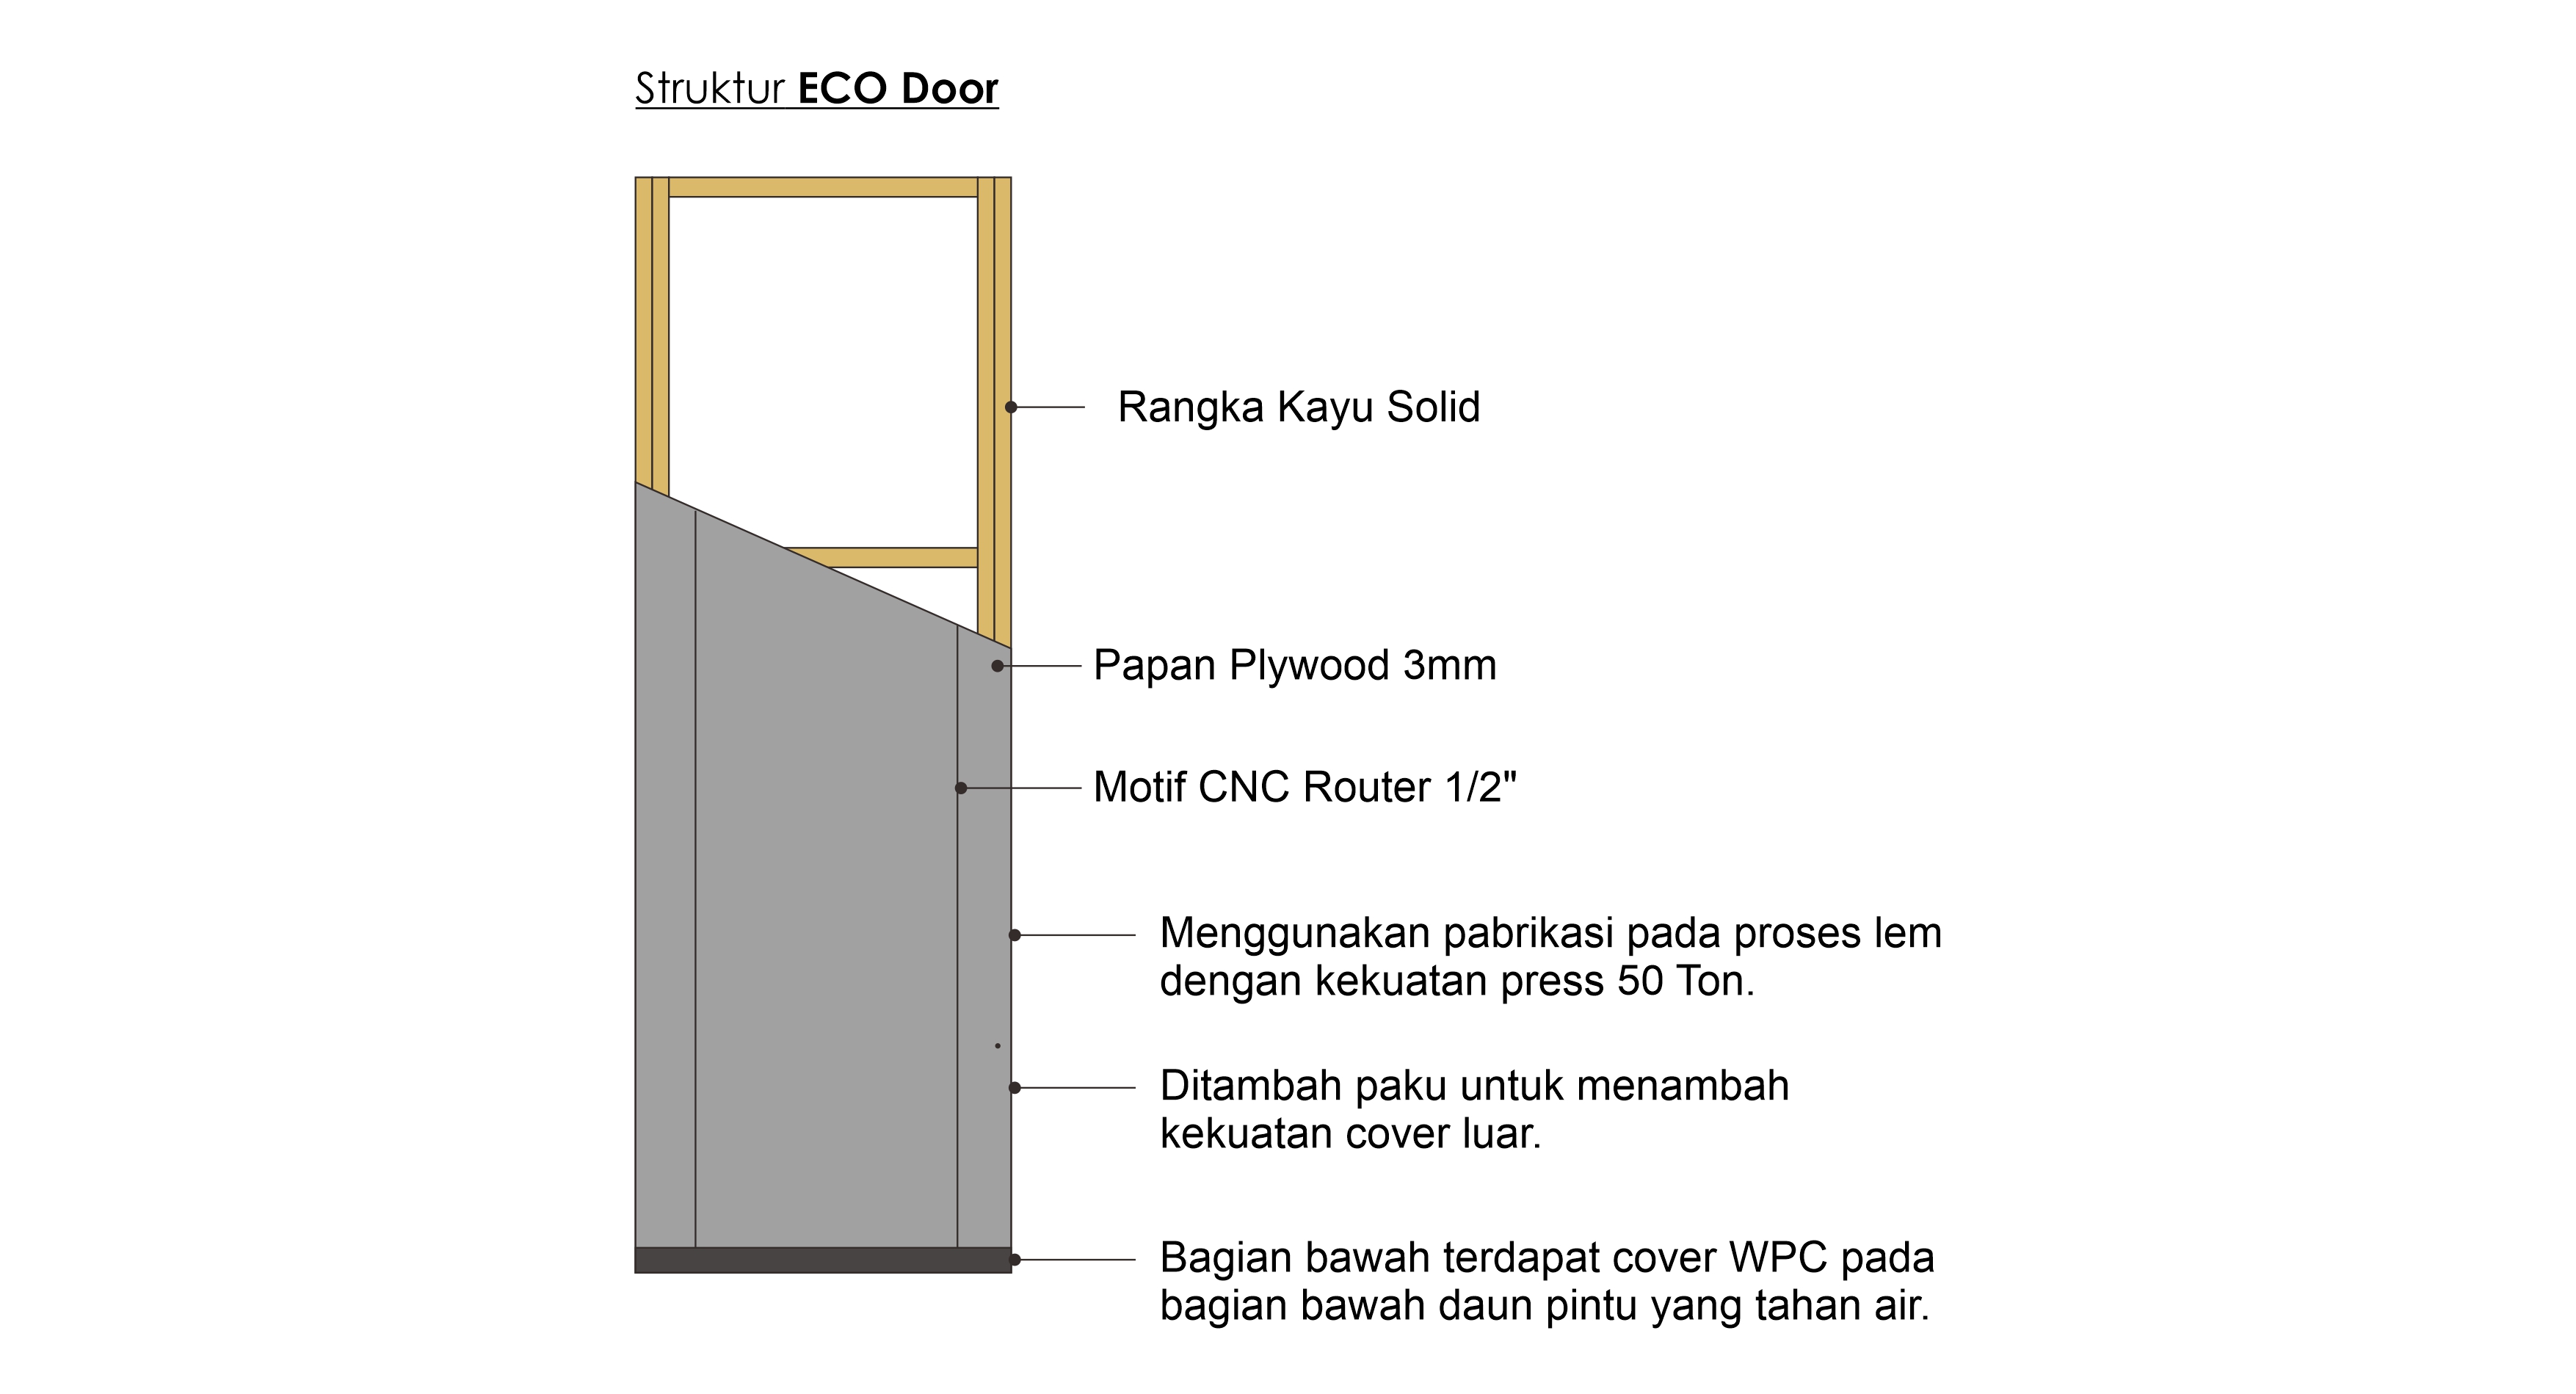 Struktur ECO Door
Rangka Kayu Solid
Papan Plywood 3mm
Motif CNC Router 1/2"
Menggunakan pabrikasi pada proses lem
dengan kekuatan press 50 Ton.
Ditambah paku untuk menambah
kekuatan cover luar.
Bagian bawah terdapat cover WPC pada
bagian bawah daun pintu yang tahan air.